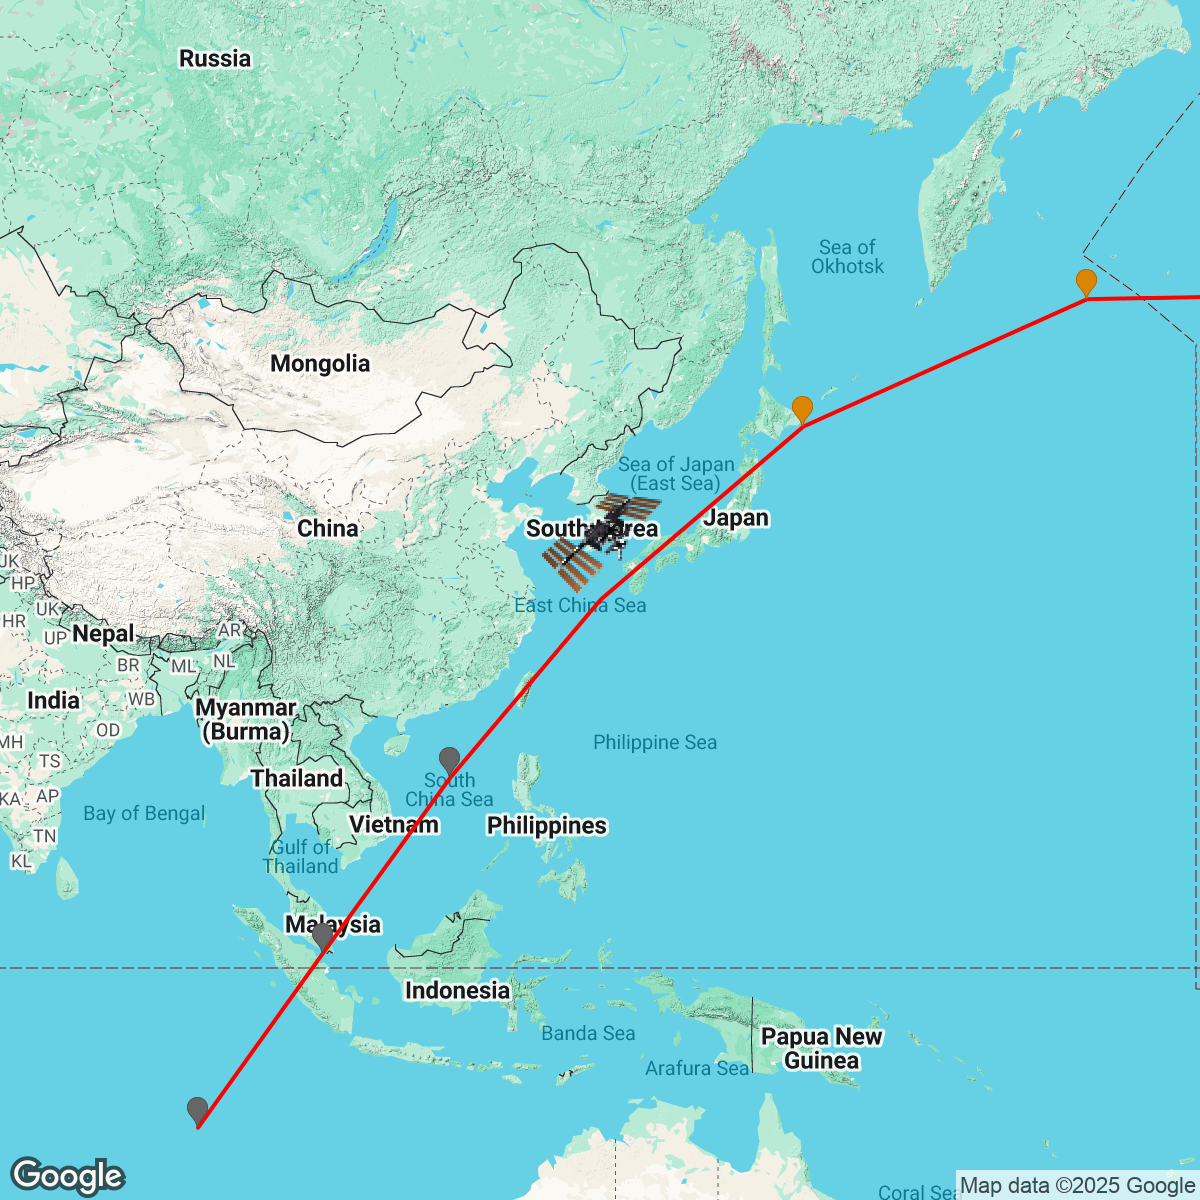 Russia
Sea of
Okhotsk
Mongolia
Sea of Japan
(East Sea)
Japan
China
South
rea
East China Sea
JK
HP
UK
HR
UP
Nepal
AR
BR
ML
NL
India
WB
OD
Myanmar
(Burma)
MH
TS
Philippine Sea
Thailand
South
China Sea
KA
AP
Bay of Bengal
Vietnam
Philippines
TN
KL
Gulf of
Thailand
Malaysia
Indonesia
Banda Sea
Papua New
Guinea
Arafura Sea
Google
Coral Sea
Map data ©2025 Google